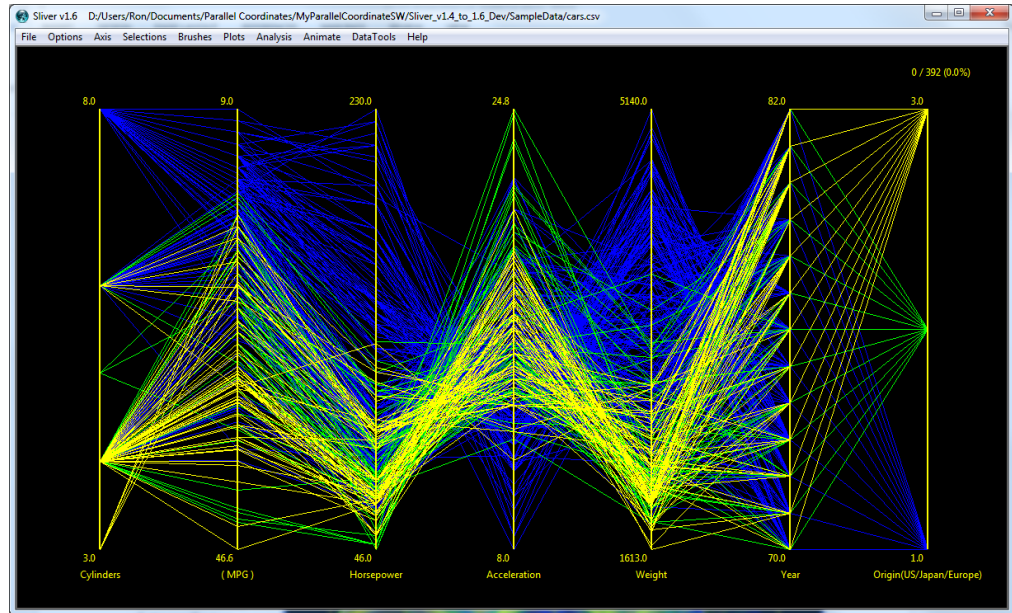 Sliver v1.6 D:/Users/Ron/Documents/Parallel Coordinates/MyParallelCoordinateSW/Sliver_v1.4_to_1.6_Dev/SampleData/cars.csv
File Options Axis Selections Brushes Plots Analysis Animate DataTools Help
0 / 392 (0.0%)
8.0 9.0 230.0 24.8 5140.0 82.0 3.0
3.0 46.6 46.0 8.0 1613.0 70.0 1.0
Cylinders ( MPG ) Horsepower Acceleration Weight Year Origin(US/Japan/Europe)